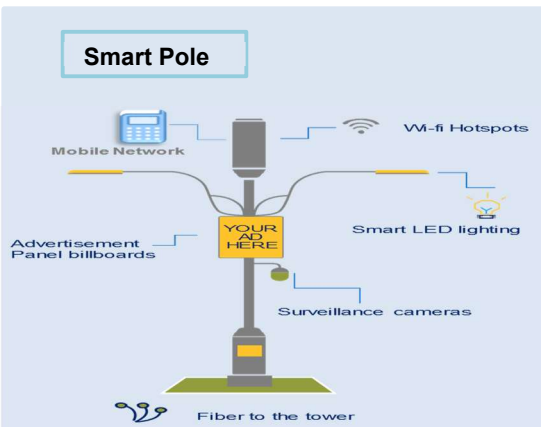 Smart Pole
Mobile Network
Wi-fi Hotspots
YOUR
AD
HERE
Smart LED lighting
Advertisement
Panel billboards
Surveillance cameras
Fiber to the tower